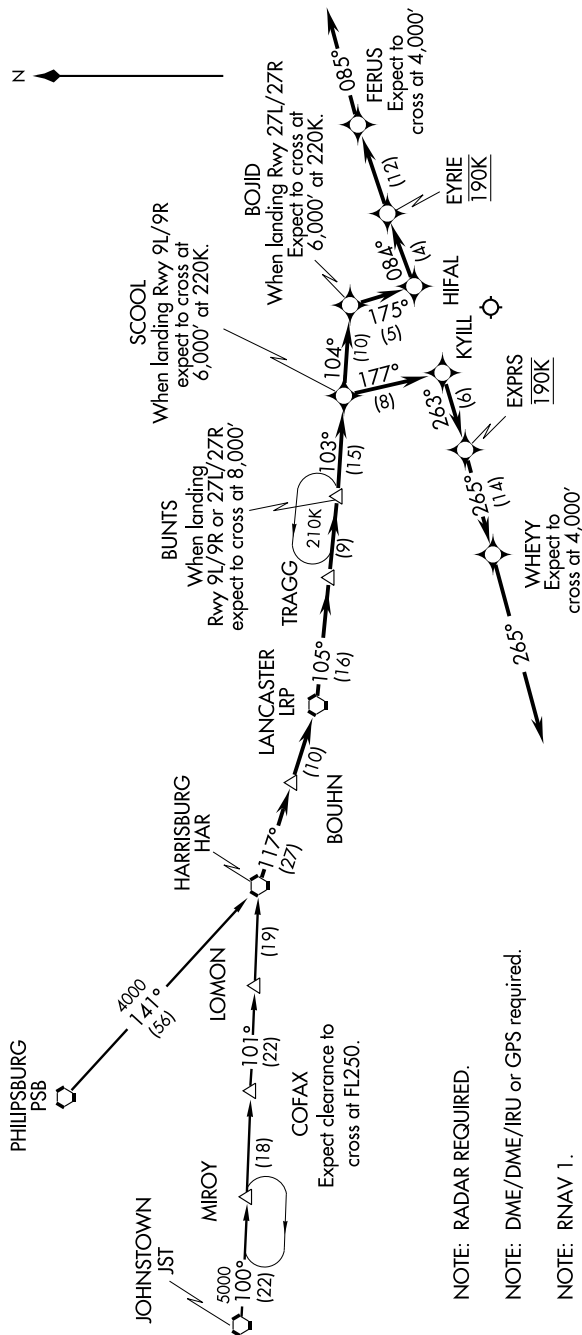 N
JOHNSTOWN
JST
5000
100°
(22)
MIROY
(18)
COFAX
Expect clearance to
cross at FL250.
101°
(22)
LOMON
(19)
PHILIPSBURG
PSB
4000
141°
(56)
HARRISBURG
HAR
117°
(27)
BOUHN
(10)
LANCASTER
LRP
105°
(16)
TRAGG
(9)
210K
BUNTS
When landing
Rwy 9L/9R or 27L/27R
expect to cross at 8,000'
103°
(15)
SCOOL
When landing Rwy 9L/9R
expect to cross at
6,000' at 220K.
104°
(10)
BOJID
When landing Rwy 27L/27R
Expect to cross at
6,000' at 220K.
175°
(5)
HIFAL
084°
(4)
EYRIE
190K
(12)
FERUS
Expect to
cross at 4,000'
085°
177°
(8)
KYILL
263°
(6)
EXPRS
190K
265°
(14)
WHEYY
Expect to
cross at 4,000'
265°
NOTE: RADAR REQUIRED.
NOTE: DME/DME/IRU or GPS required.
NOTE: RNAV 1.